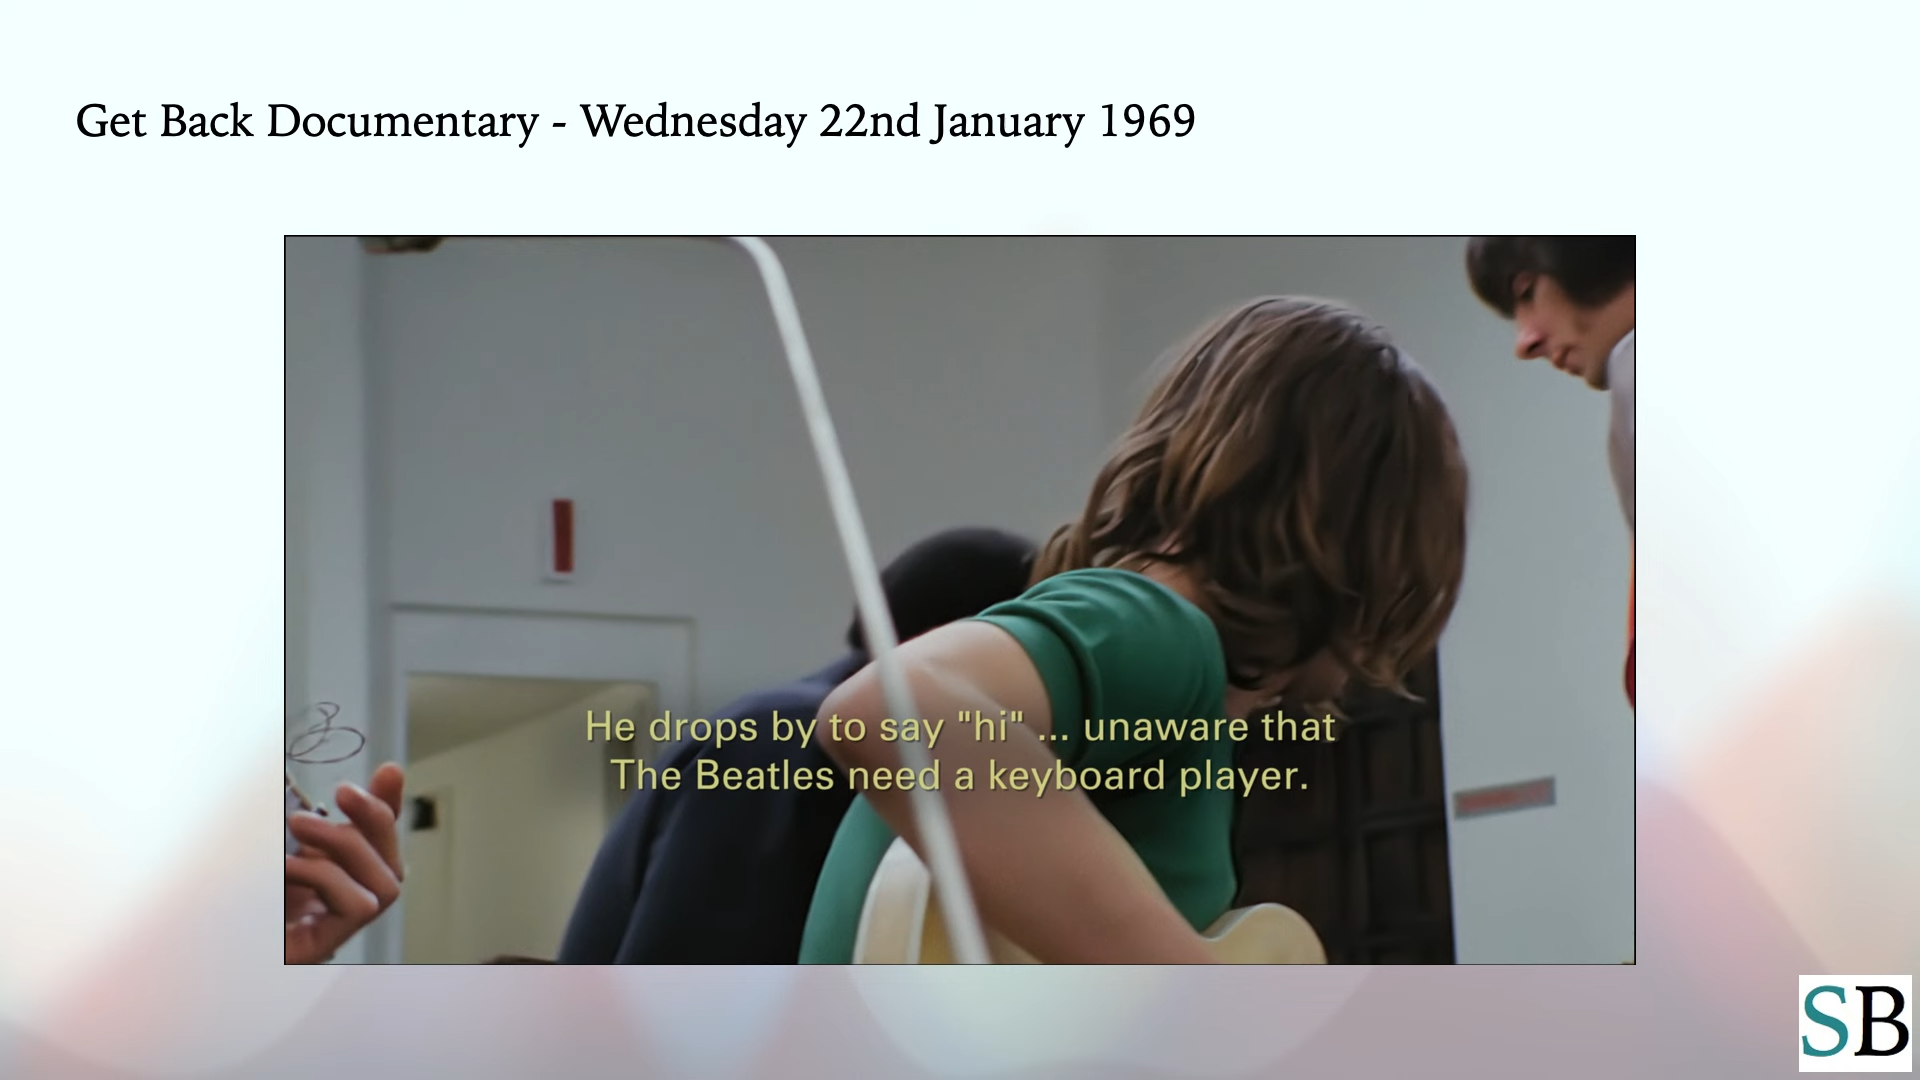 Get Back Documentary - Wednesday 22nd January 1969
He drops by to say "hi" ... unaware that
The Beatles need a keyboard player.
SB